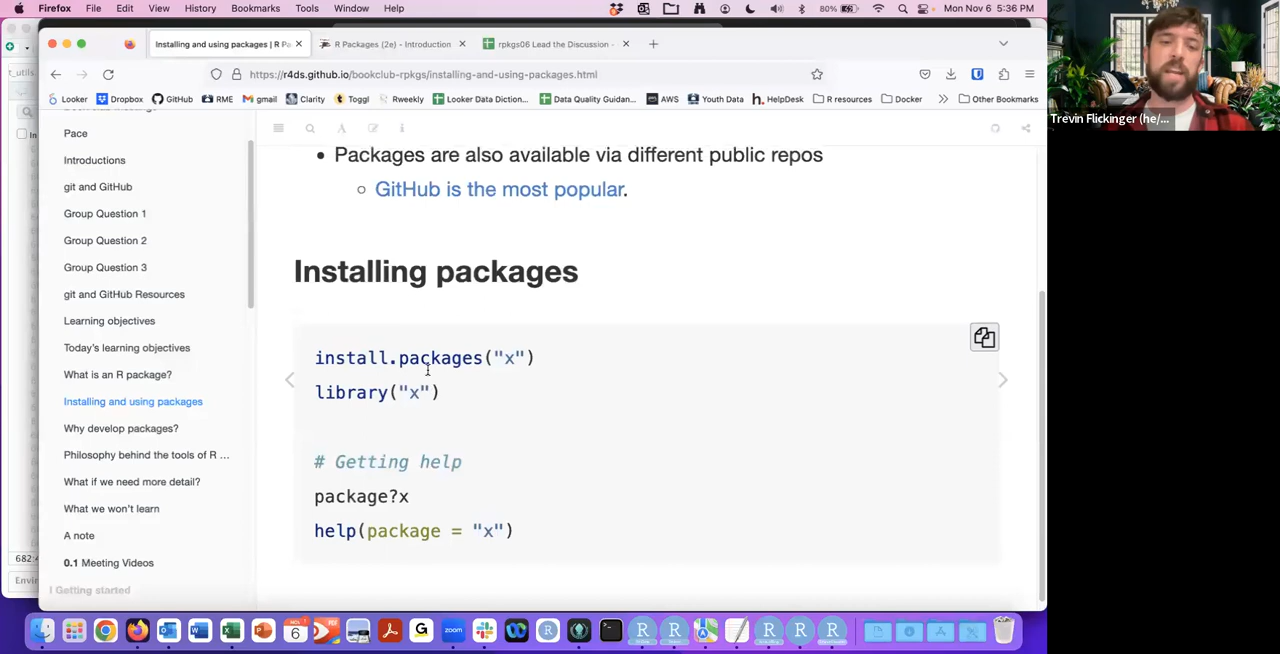 Firefox File Edit View History Bookmarks Tools Window Help 80% Mon Nov 6 5:36 PM
Installing and using packages | R Pa
R Packages (2e) - Introduction
rpkgs06 Lead the Discussion -
https://r4ds.github.io/bookclub-rpkgs/installing-and-using-packages.html
Looker Dropbox GitHub RME gmail Clarity Toggl Rweekly Looker Data Diction... Data Quality Guidan... AWS Youth Data HelpDesk R resources Docker Other Bookmarks
Trevin Flickinger (he/...
t_utils
In
Pace
Introductions
git and GitHub
Group Question 1
Group Question 2
Group Question 3
git and GitHub Resources
Learning objectives
Today's learning objectives
What is an R package?
Installing and using packages
Why develop packages?
Philosophy behind the tools of R ...
What if we need more detail?
What we won't learn
A note
0.1 Meeting Videos
I Getting started
• Packages are also available via different public repos
○ GitHub is the most popular.
Installing packages
install.packages("x")
library("x")
# Getting help
package?x
help(package = "x")
682:
Envir
NOV
6
zoom